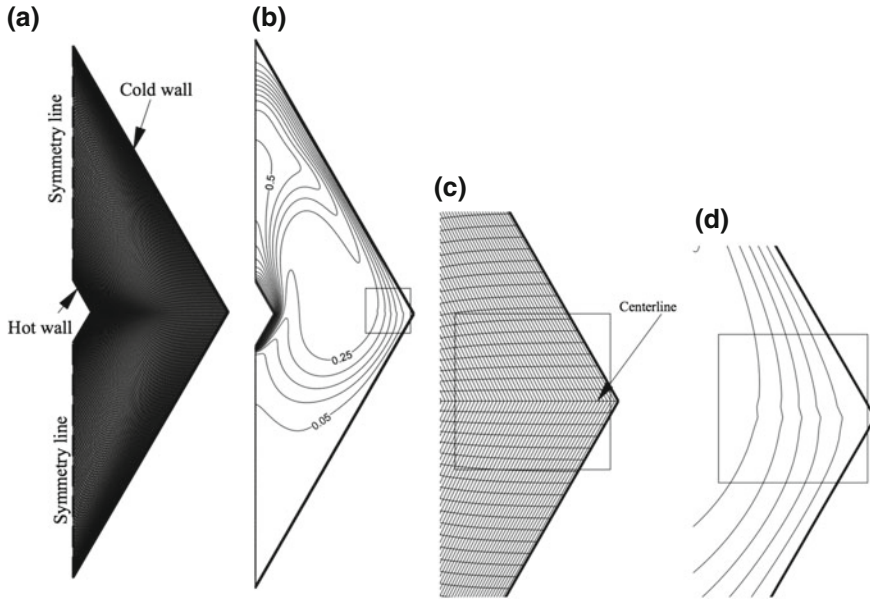 (a)
Cold wall
Symmetry line
Hot wall
Symmetry line
(b)
0.5
0.25
0.05
(c)
Centerline
(d)